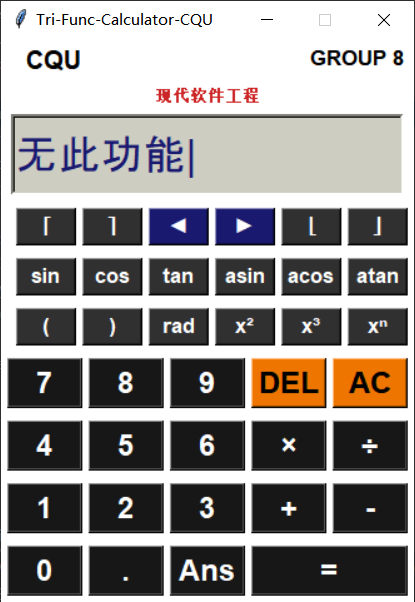 Tri-Func-Calculator-CQU
CQU GROUP 8
现代软件工程
无此功能|
⌈ ⌉ ◄ ► ⌊ ⌋
sin cos tan asin acos atan
( ) rad x² x³ xⁿ
7 8 9 DEL AC
4 5 6 × ÷
1 2 3 + -
0 . Ans =